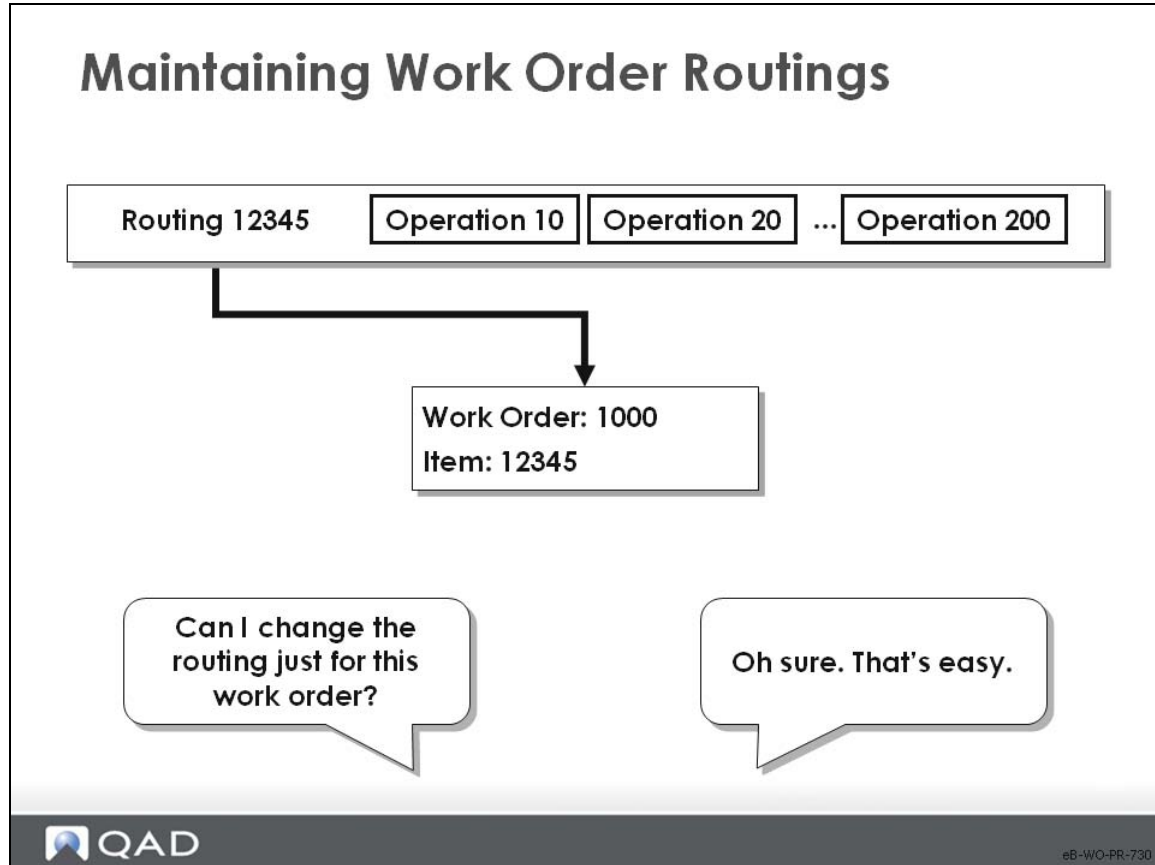 Maintaining Work Order Routings
Routing 12345 Operation 10 Operation 20 ... Operation 200
Work Order: 1000
Item: 12345
Can I change the
routing just for this
work order?
Oh sure. That's easy.
QAD
eB-WO-PR-730